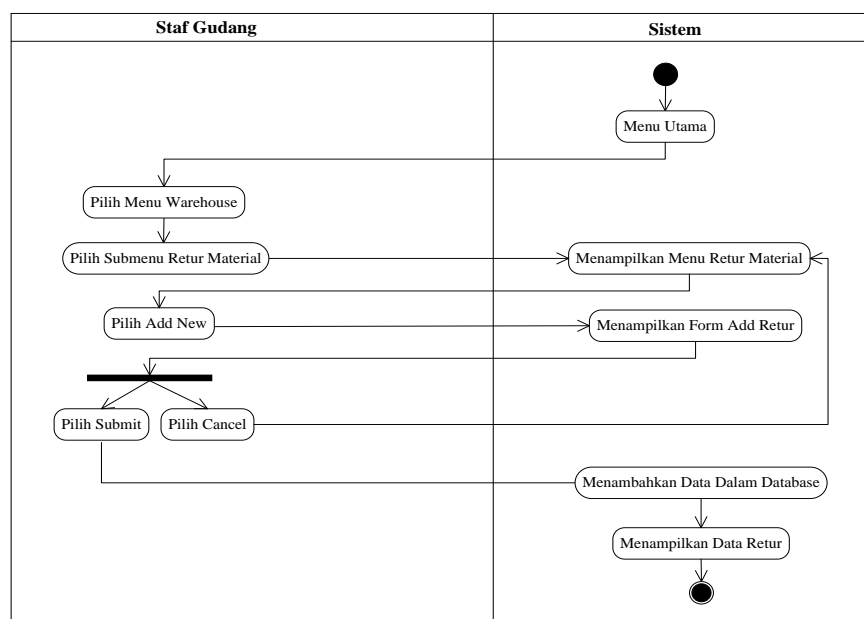 Staf Gudang
Sistem
Menu Utama
Pilih Menu Warehouse
Pilih Submenu Retur Material
Menampilkan Menu Retur Material
Pilih Add New
Menampilkan Form Add Retur
Pilih Submit
Pilih Cancel
Menambahkan Data Dalam Database
Menampilkan Data Retur